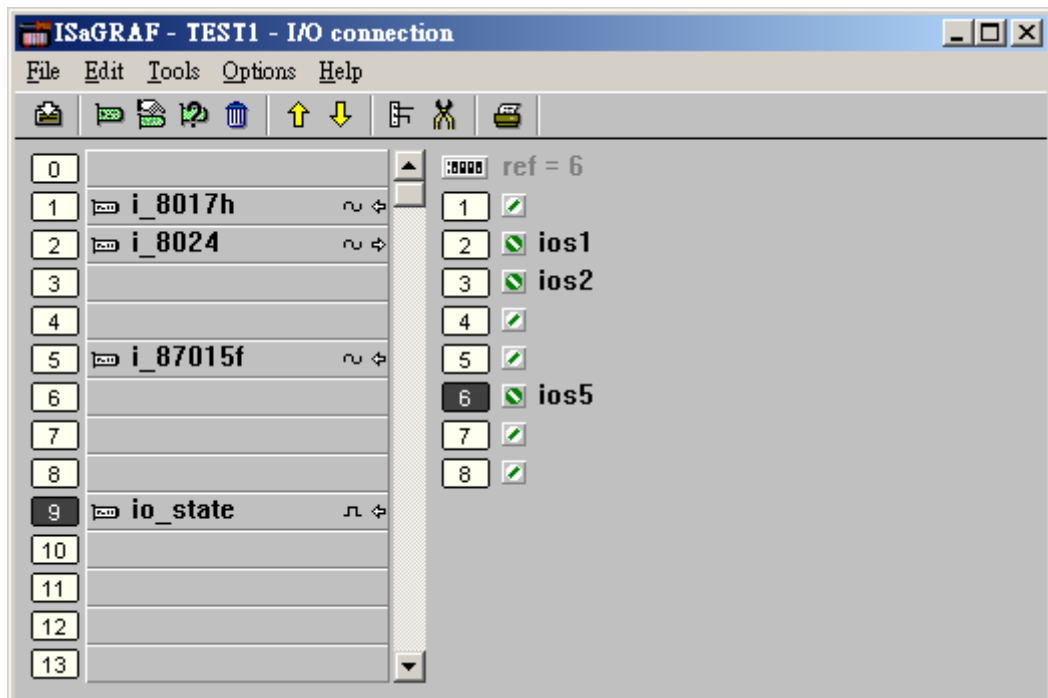 ISaGRAF - TEST1 - I/O connection
File Edit Tools Options Help
0
1 i_8017h
2 i_8024
3
4
5 i_87015f
6
7
8
9 io_state
10
11
12
13
ref = 6
1
2 ios1
3 ios2
4
5
6 ios5
7
8